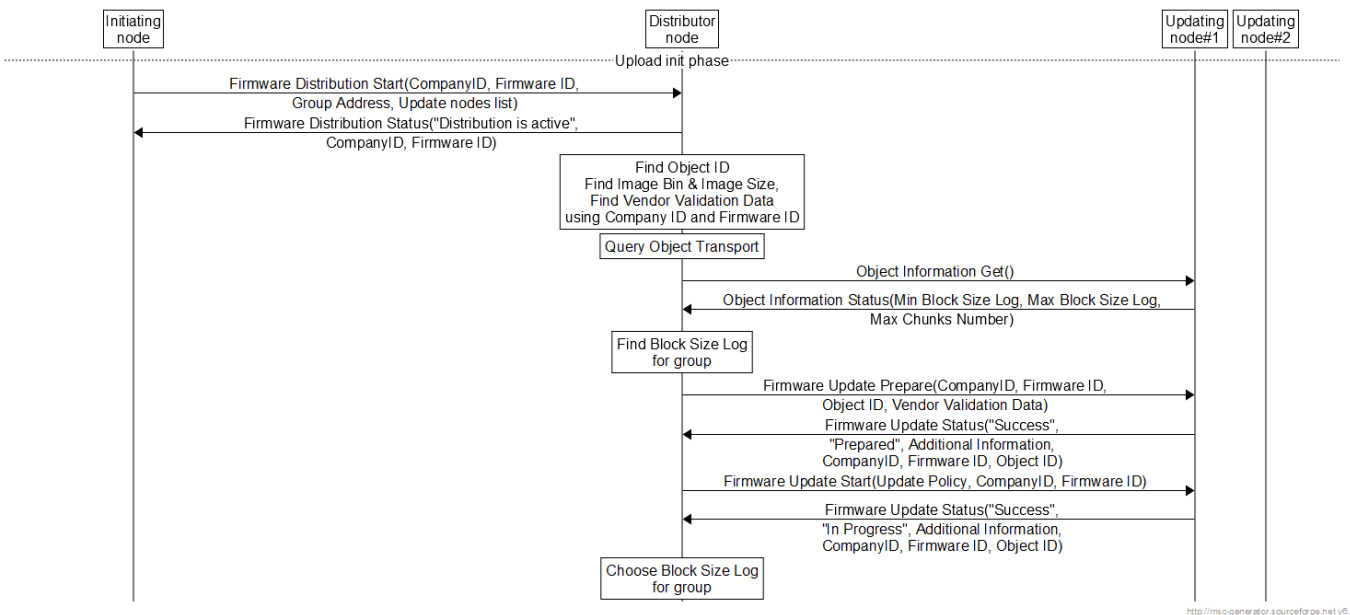 Initiating
node
Distributor
node
Updating
node#1
Updating
node#2
Upload init phase
Firmware Distribution Start(CompanyID, Firmware ID,
Group Address, Update nodes list)
Firmware Distribution Status("Distribution is active",
CompanyID, Firmware ID)
Find Object ID
Find Image Bin & Image Size,
Find Vendor Validation Data
using Company ID and Firmware ID
Query Object Transport
Object Information Get()
Object Information Status(Min Block Size Log, Max Block Size Log,
Max Chunks Number)
Find Block Size Log
for group
Firmware Update Prepare(CompanyID, Firmware ID,
Object ID, Vendor Validation Data)
Firmware Update Status("Success",
"Prepared", Additional Information,
CompanyID, Firmware ID, Object ID)
Firmware Update Start(Update Policy, CompanyID, Firmware ID)
Firmware Update Status("Success",
"In Progress", Additional Information,
CompanyID, Firmware ID, Object ID)
Choose Block Size Log
for group
http://msc-generator.sourceforge.net v6.